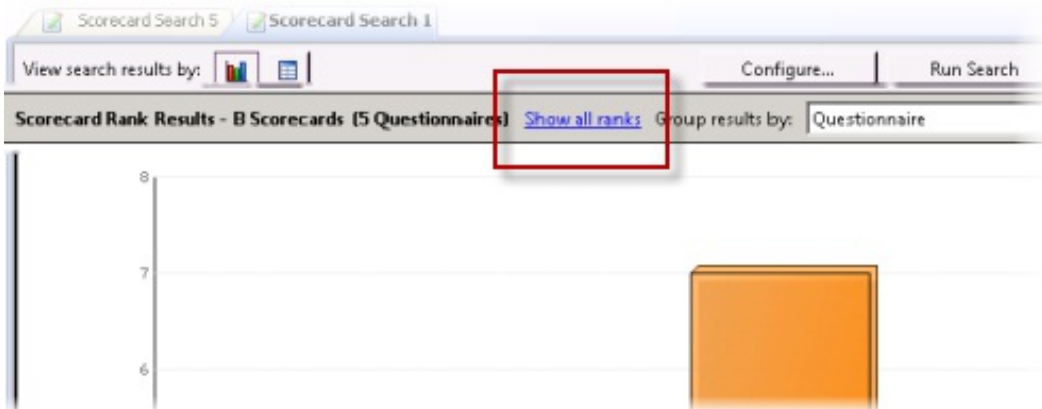 Scorecard Search 5 Scorecard Search 1
View search results by: Configure... Run Search
Scorecard Rank Results - B Scorecards (5 Questionnaires) Show all ranks Group results by: Questionnaire
8
7
6